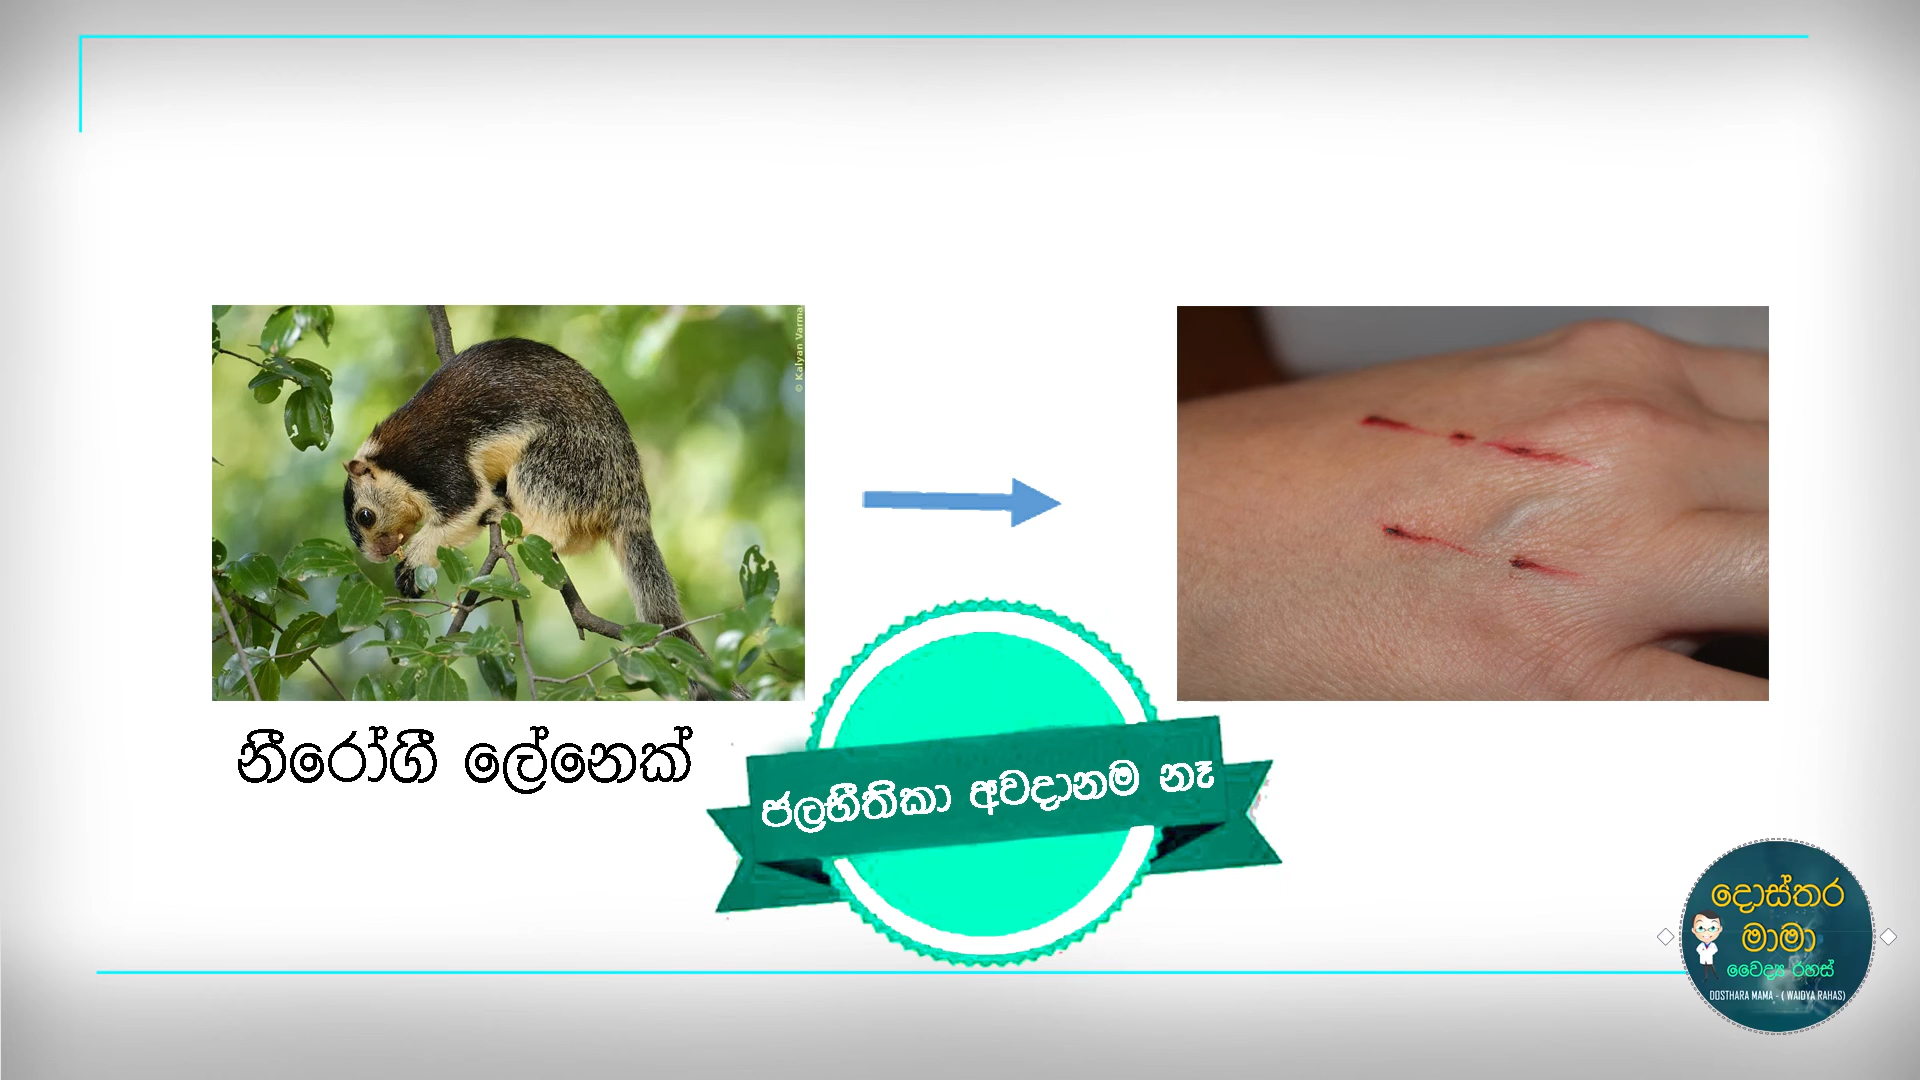 © Kalyan Varma
නීරෝගී ලේනෙක්
ජලභීතිකා අවදානම නෑ
දොස්තර
මාමා
වෛද්‍ය රහස්
DOSTHARA MAMA - ( WAIDYA RAHAS)